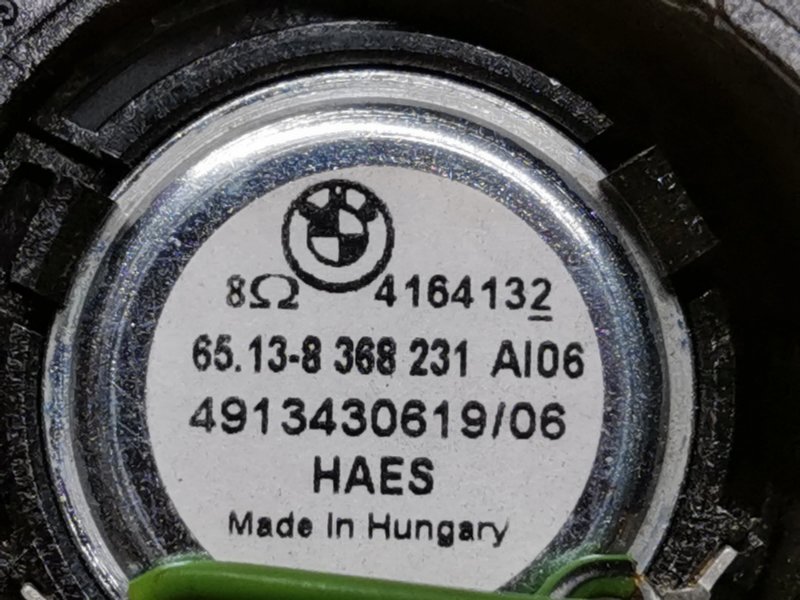 8Ω 4164132
65.13-8 368 231 AI06
4913430619/06
HAES
Made In Hungary